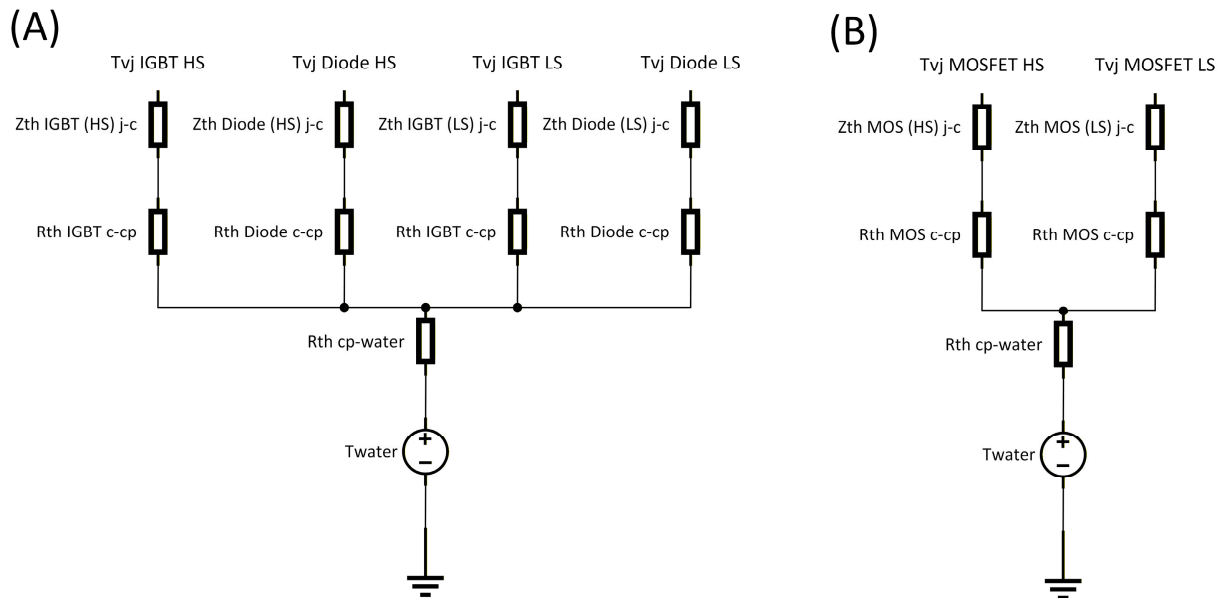 (A)
Tvj IGBT HS Tvj Diode HS Tvj IGBT LS Tvj Diode LS
Zth IGBT (HS) j-c Zth Diode (HS) j-c Zth IGBT (LS) j-c Zth Diode (LS) j-c
Rth IGBT c-cp Rth Diode c-cp Rth IGBT c-cp Rth Diode c-cp
Rth cp-water
Twater
+
−
(B)
Tvj MOSFET HS Tvj MOSFET LS
Zth MOS (HS) j-c Zth MOS (LS) j-c
Rth MOS c-cp Rth MOS c-cp
Rth cp-water
Twater
+
−